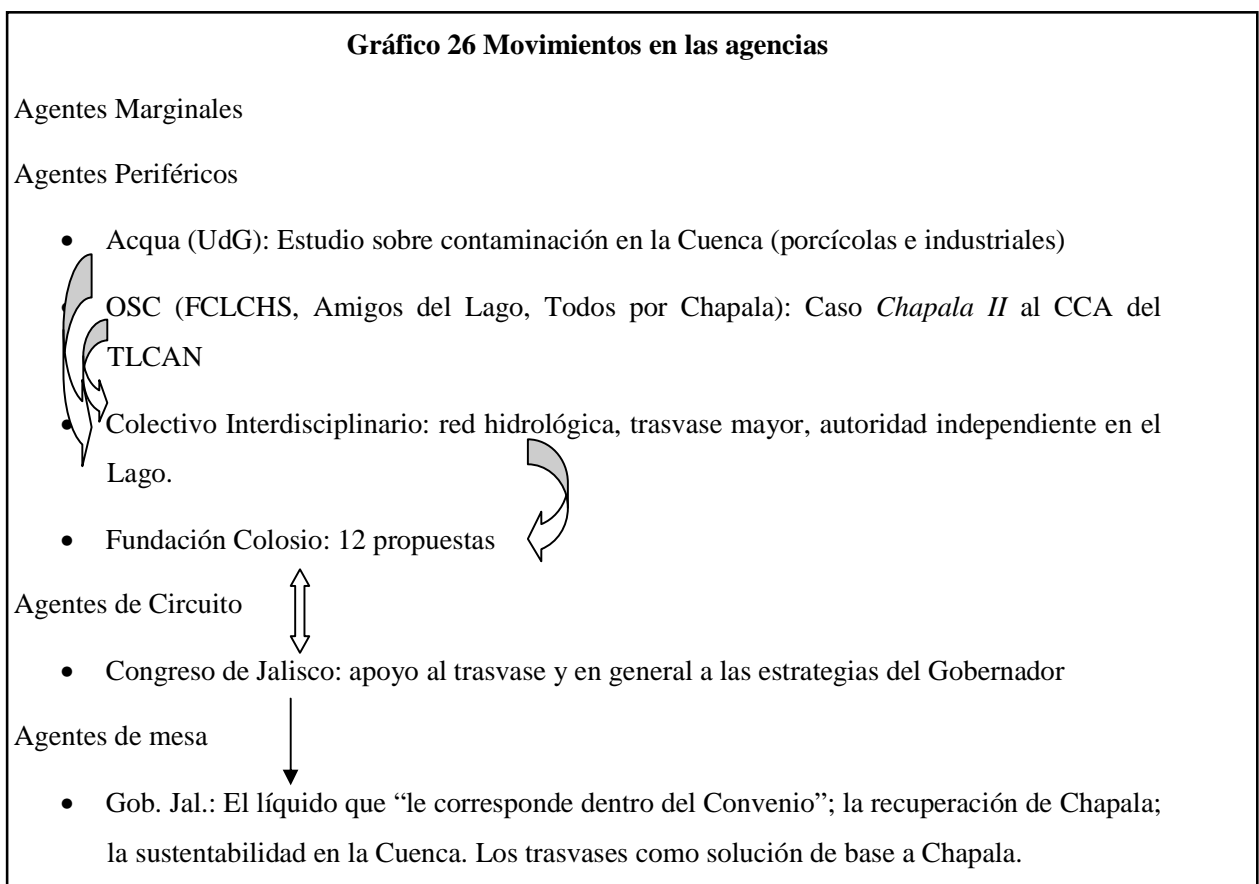 Gráfico 26 Movimientos en las agencias
Agentes Marginales
Agentes Periféricos
• Acqua (UdG): Estudio sobre contaminación en la Cuenca (porcícolas e industriales)
• OSC (FCLCHS, Amigos del Lago, Todos por Chapala): Caso Chapala II al CCA del
TLCAN
• Colectivo Interdisciplinario: red hidrológica, trasvase mayor, autoridad independiente en el
Lago.
• Fundación Colosio: 12 propuestas
Agentes de Circuito
• Congreso de Jalisco: apoyo al trasvase y en general a las estrategias del Gobernador
Agentes de mesa
• Gob. Jal.: El líquido que “le corresponde dentro del Convenio”; la recuperación de Chapala;
la sustentabilidad en la Cuenca. Los trasvases como solución de base a Chapala.